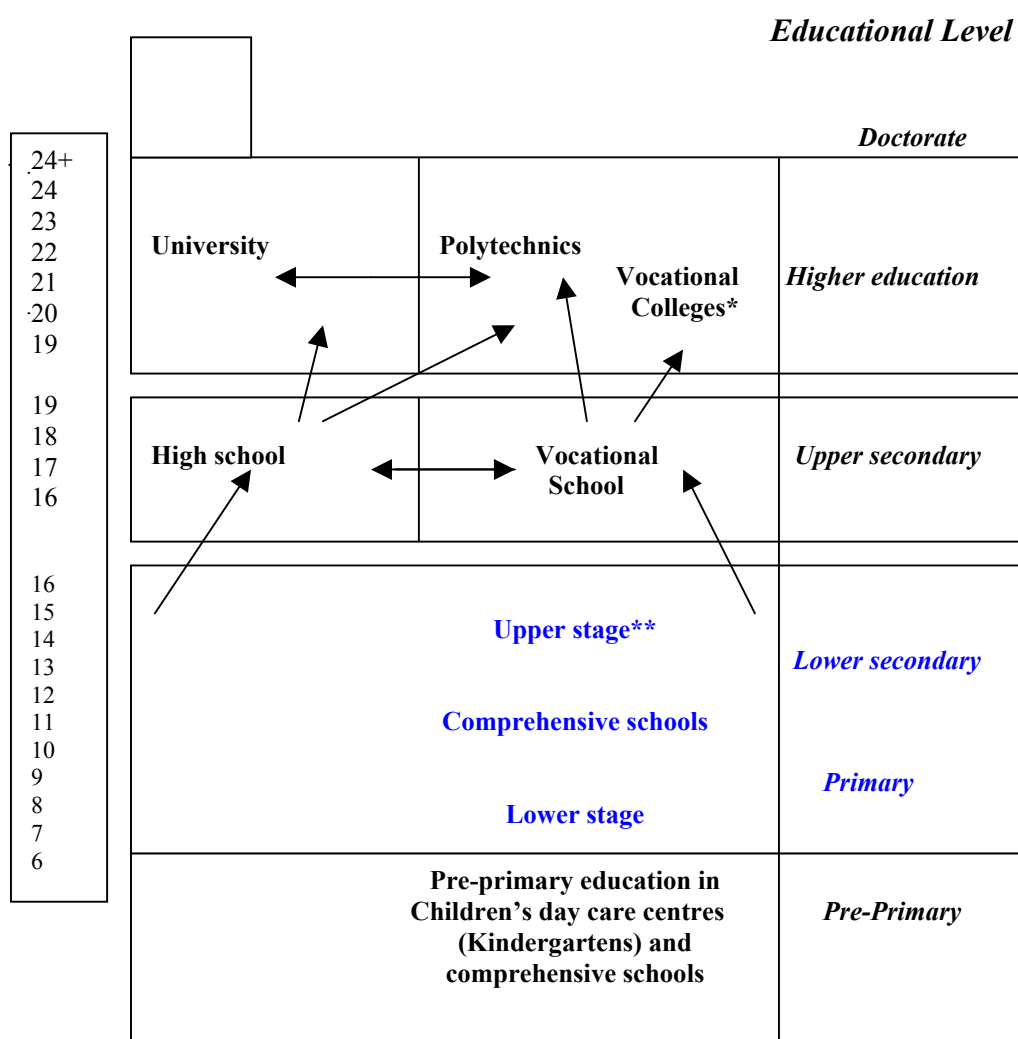 Educational Level
Doctorate
24+
24
23
22
21
20
19
University
Polytechnics
Vocational
Colleges*
Higher education
19
18
17
16
High school
Vocational
School
Upper secondary
16
15
14
13
12
11
10
9
8
7
6
Upper stage**
Lower secondary
Comprehensive schools
Primary
Lower stage
Pre-primary education in
Children’s day care centres
(Kindergartens) and
comprehensive schools
Pre-Primary